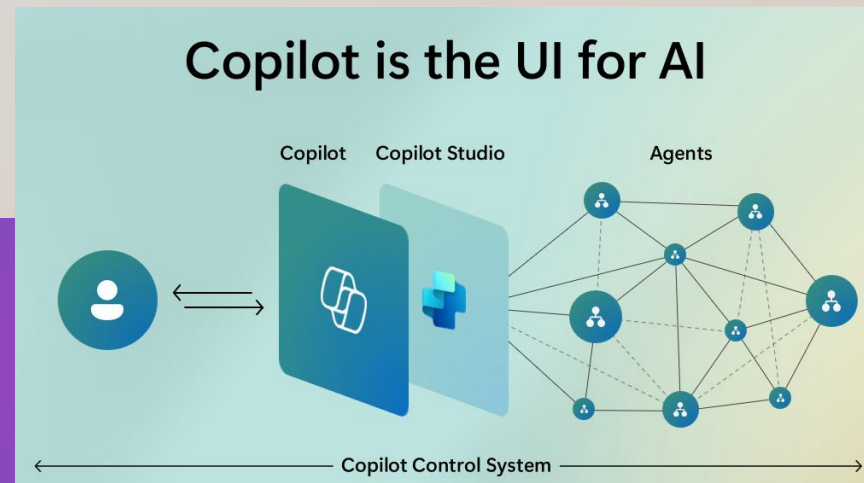 Copilot is the UI for AI
Copilot
Copilot Studio
Agents
Copilot Control System